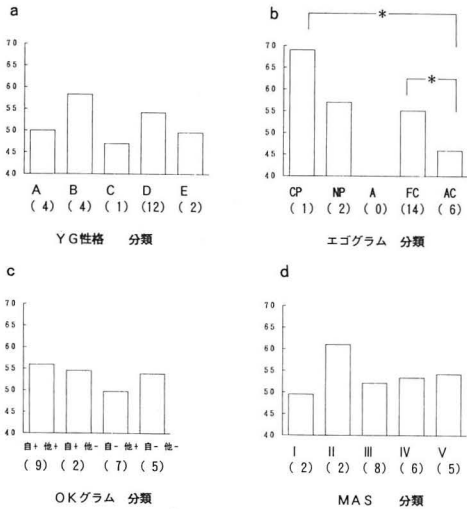 a
70
65
60
55
50
45
40
A B C D E
( 4) ( 4) ( 1) (12) ( 2)
YG性格 分類
b
*
*
70
65
60
55
50
45
40
CP NP A FC AC
( 1) ( 2) ( 0) (14) ( 6)
エゴグラム 分類
c
70
65
60
55
50
45
40
自+ 他+ 自+ 他- 自- 他+ 自- 他-
( 9) ( 2) ( 7) ( 5)
OKグラム 分類
d
70
65
60
55
50
45
40
I II III IV V
( 2) ( 2) ( 8) ( 6) ( 5)
MAS 分類